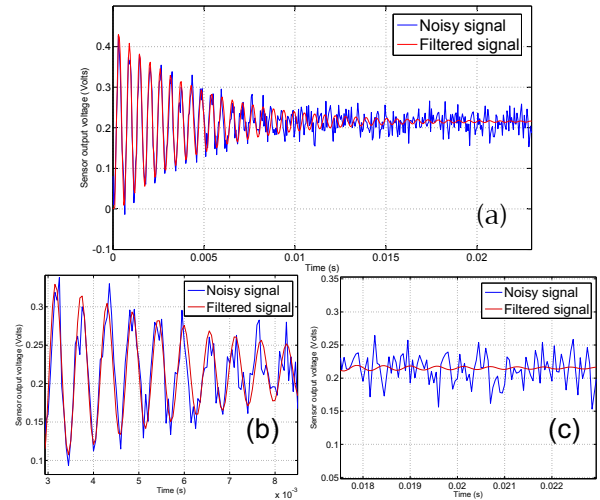 Noisy signal
Filtered signal
Sensor output voltage (Volts)
0.4
0.3
0.2
0.1
0
-0.1
0
0.005
0.01
0.015
0.02
Time (s)
(a)
Noisy signal
Filtered signal
Sensor output voltage (Volts)
0.3
0.25
0.2
0.15
0.1
3
4
5
6
7
8
Time (s)
x 10⁻³
(b)
Noisy signal
Filtered signal
Sensor output voltage (Volts)
0.35
0.3
0.25
0.2
0.15
0.1
0.05
0.018
0.019
0.02
0.021
0.022
Time (s)
(c)